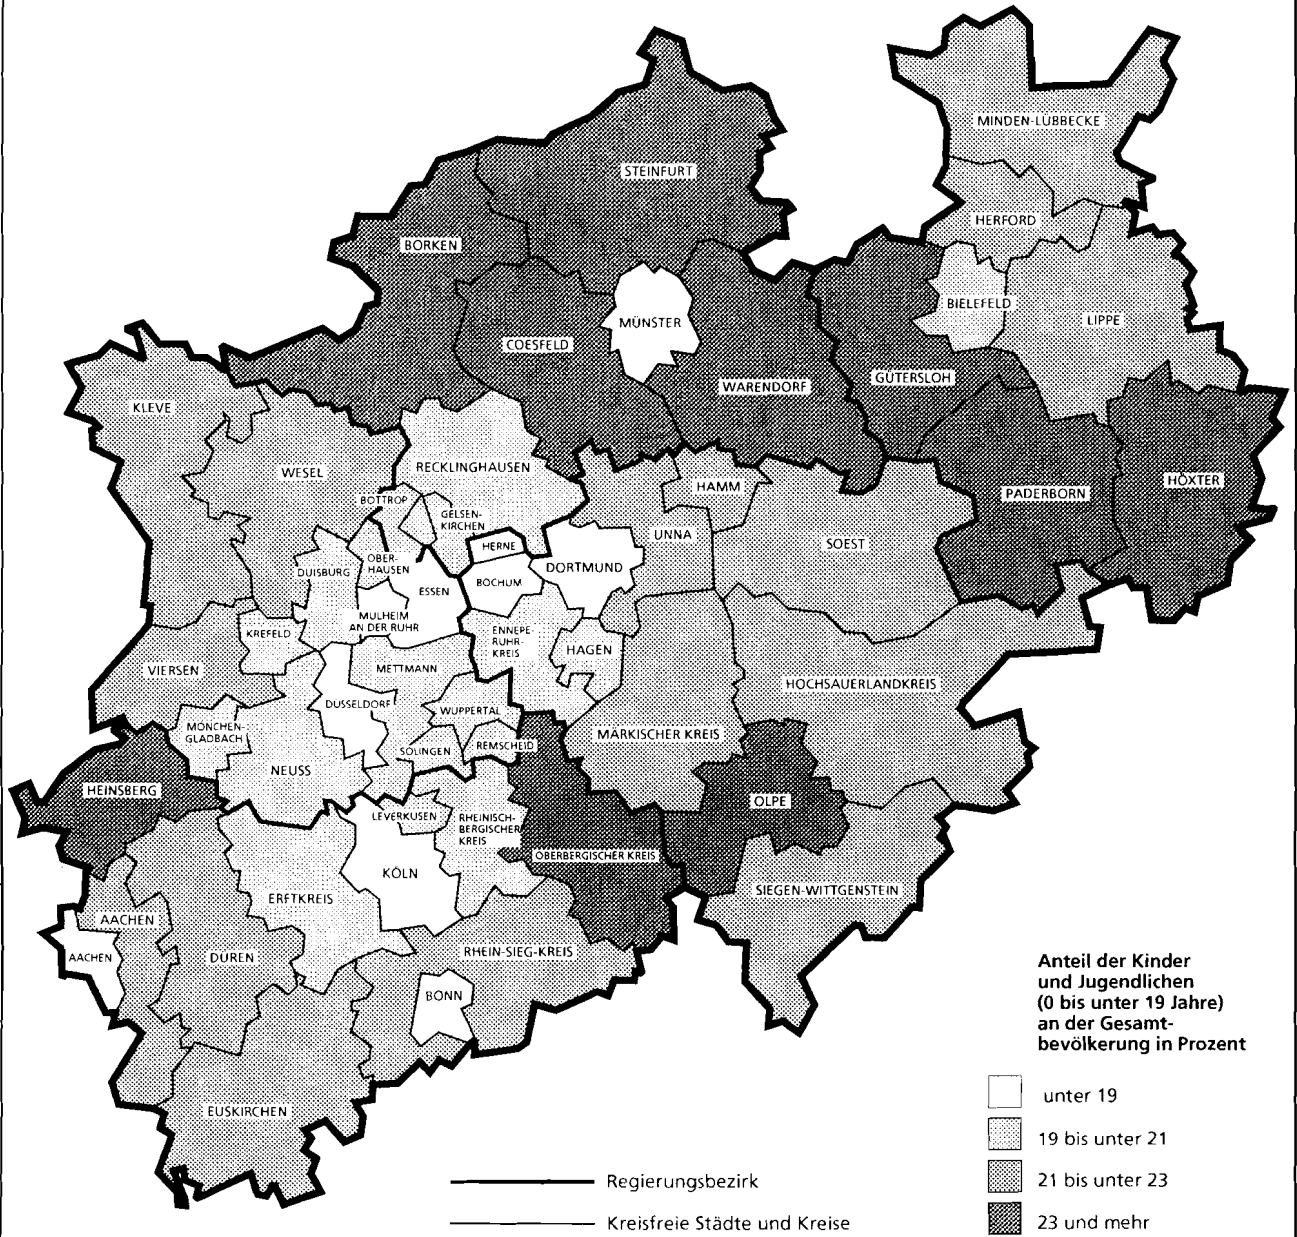 MINDEN-LÜBBECKE
STEINFURT
HERFORD
BORKEN
BIELEFELD
LIPPE
MÜNSTER
COESFELD
GÜTERSLOH
WARENDORF
KLEVE
RECKLINGHAUSEN
WESEL
HÖXTER
HAMM
PADERBORN
BOTTROP
GELSEN-
KIRCHEN
UNNA
SOEST
HERNE
OBER-
HAUSEN
DORTMUND
DUISBURG
BOCHUM
ESSEN
MÜLHEIM
AN DER RUHR
KREFELD
ENNEPE-
RUHR-
KREIS
HAGEN
VIERSEN
METTMANN
HOCHSAUERLANDKREIS
DÜSSELDORF
WUPPERTAL
MÖNCHEN-
GLADBACH
MÄRKISCHER KREIS
SOLINGEN
REMSCHEID
NEUSS
HEINSBERG
OLPE
LEVERKUSEN
RHEINISCH-
BERGISCHER
KREIS
OBERBERGISCHER KREIS
KÖLN
SIEGEN-WITTGENSTEIN
ERFTKREIS
AACHEN
RHEIN-SIEG-KREIS
AACHEN
DÜREN
BONN
EUSKIRCHEN
Anteil der Kinder
und Jugendlichen
(0 bis unter 19 Jahre)
an der Gesamt-
bevölkerung in Prozent
unter 19
19 bis unter 21
21 bis unter 23
23 und mehr
Regierungsbezirk
Kreisfreie Städte und Kreise